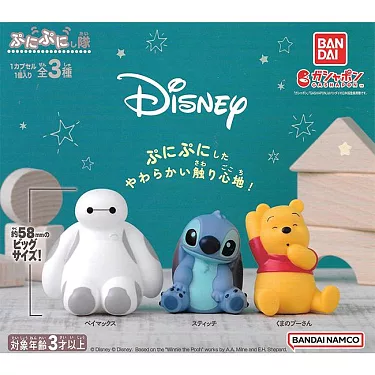 ぷにぷにし隊
1カプセル
1個入り
全3種
BAN
DAI
ガシャポン
GASHAPON
Disney
ぷにぷにした
やわらかい触り心地!
約58mmの
ビッグ
サイズ!
ベイマックス
スティッチ
くまのプーさん
対象年齢3才以上
© Disney © Disney. Based on the "Winnie the Pooh" works by A.A. Milne and E.H. Shepard.
BANDAI NAMCO